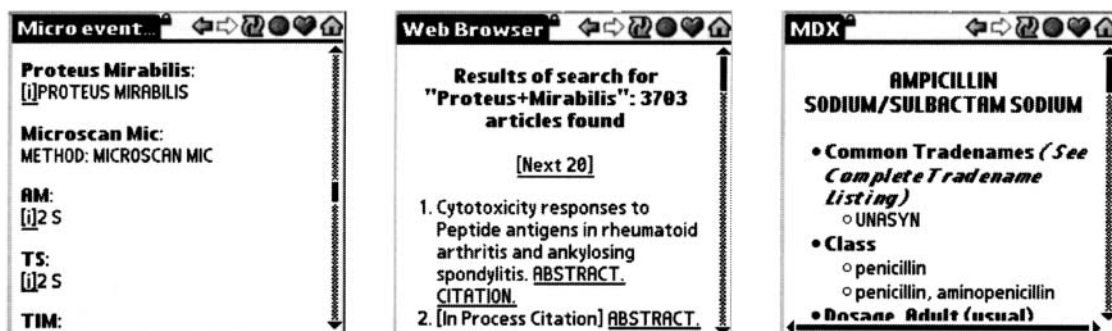 Micro event...
Proteus Mirabilis:
[i]PROTEUS MIRABILIS
Microscan Mic:
METHOD: MICROSCAN MIC
AM:
[i]2 S
TS:
[i]2 S
TIM:
Web Browser
Results of search for
"Proteus+Mirabilis": 3703
articles found
[Next 20]
1. Cytotoxicity responses to
Peptide antigens in rheumatoid
arthritis and ankylosing
spondylitis. ABSTRACT.
CITATION.
2. [In Process Citation] ABSTRACT.
MDX
AMPICILLIN
SODIUM/SULBACTAM SODIUM
• Common Tradenames (See
Complete Tradename
Listing)
○ UNASYN
• Class
○ penicillin
○ penicillin, aminopenicillin
• Dosage, Adult (usual)